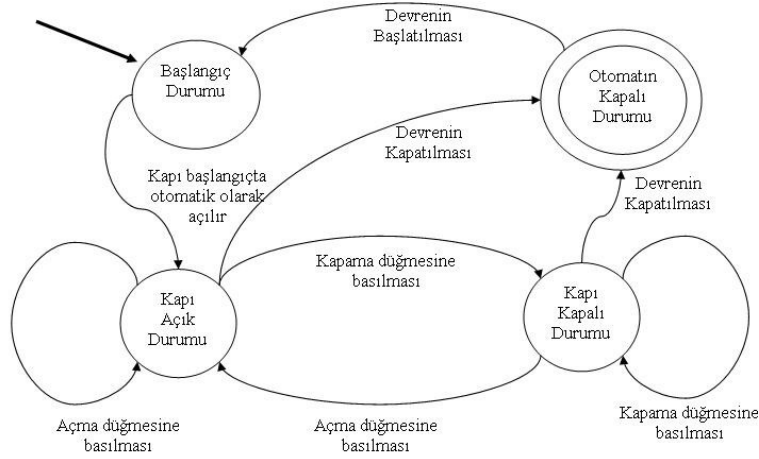 Devrenin
Başlatılması
Başlangıç
Durumu
Otomatın
Kapalı
Durumu
Devrenin
Kapatılması
Kapı başlangıçta
otomatik olarak
açılır
Devrenin
Kapatılması
Kapama düğmesine
basılması
Kapı
Açık
Durumu
Kapı
Kapalı
Durumu
Açma düğmesine
basılması
Açma düğmesine
basılması
Kapama düğmesine
basılması